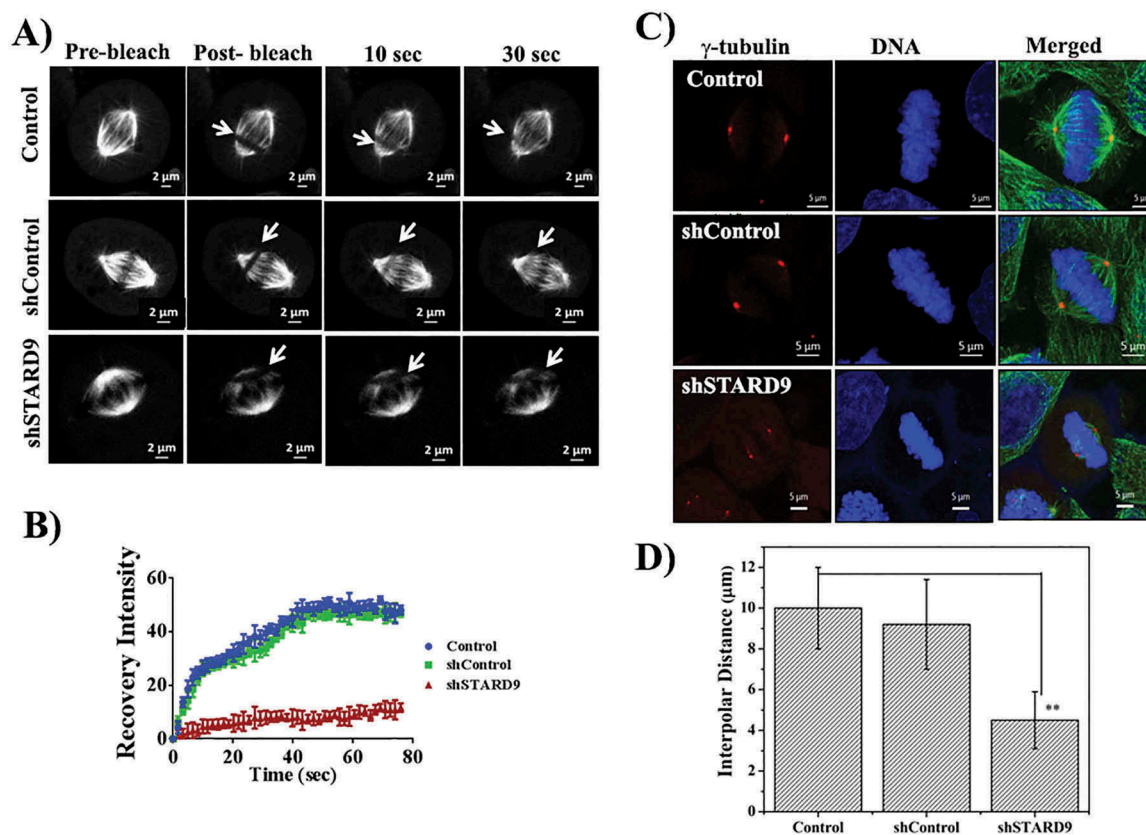 A)
Pre-bleach Post- bleach 10 sec 30 sec
Control
2 µm 2 µm 2 µm 2 µm
shControl
2 µm 2 µm 2 µm 2 µm
shSTARD9
2 µm 2 µm 2 µm 2 µm
B)
Recovery Intensity
60
40
20
0
0 20 40 60 80
Time (sec)
Control
shControl
shSTARD9
C)
γ-tubulin DNA Merged
Control
5 µm 5 µm 5 µm
shControl
5 µm 5 µm 5 µm
shSTARD9
5 µm 5 µm 5 µm
D)
Interpolar Distance (µm)
12
10
8
6
4
2
0
**
Control shControl shSTARD9